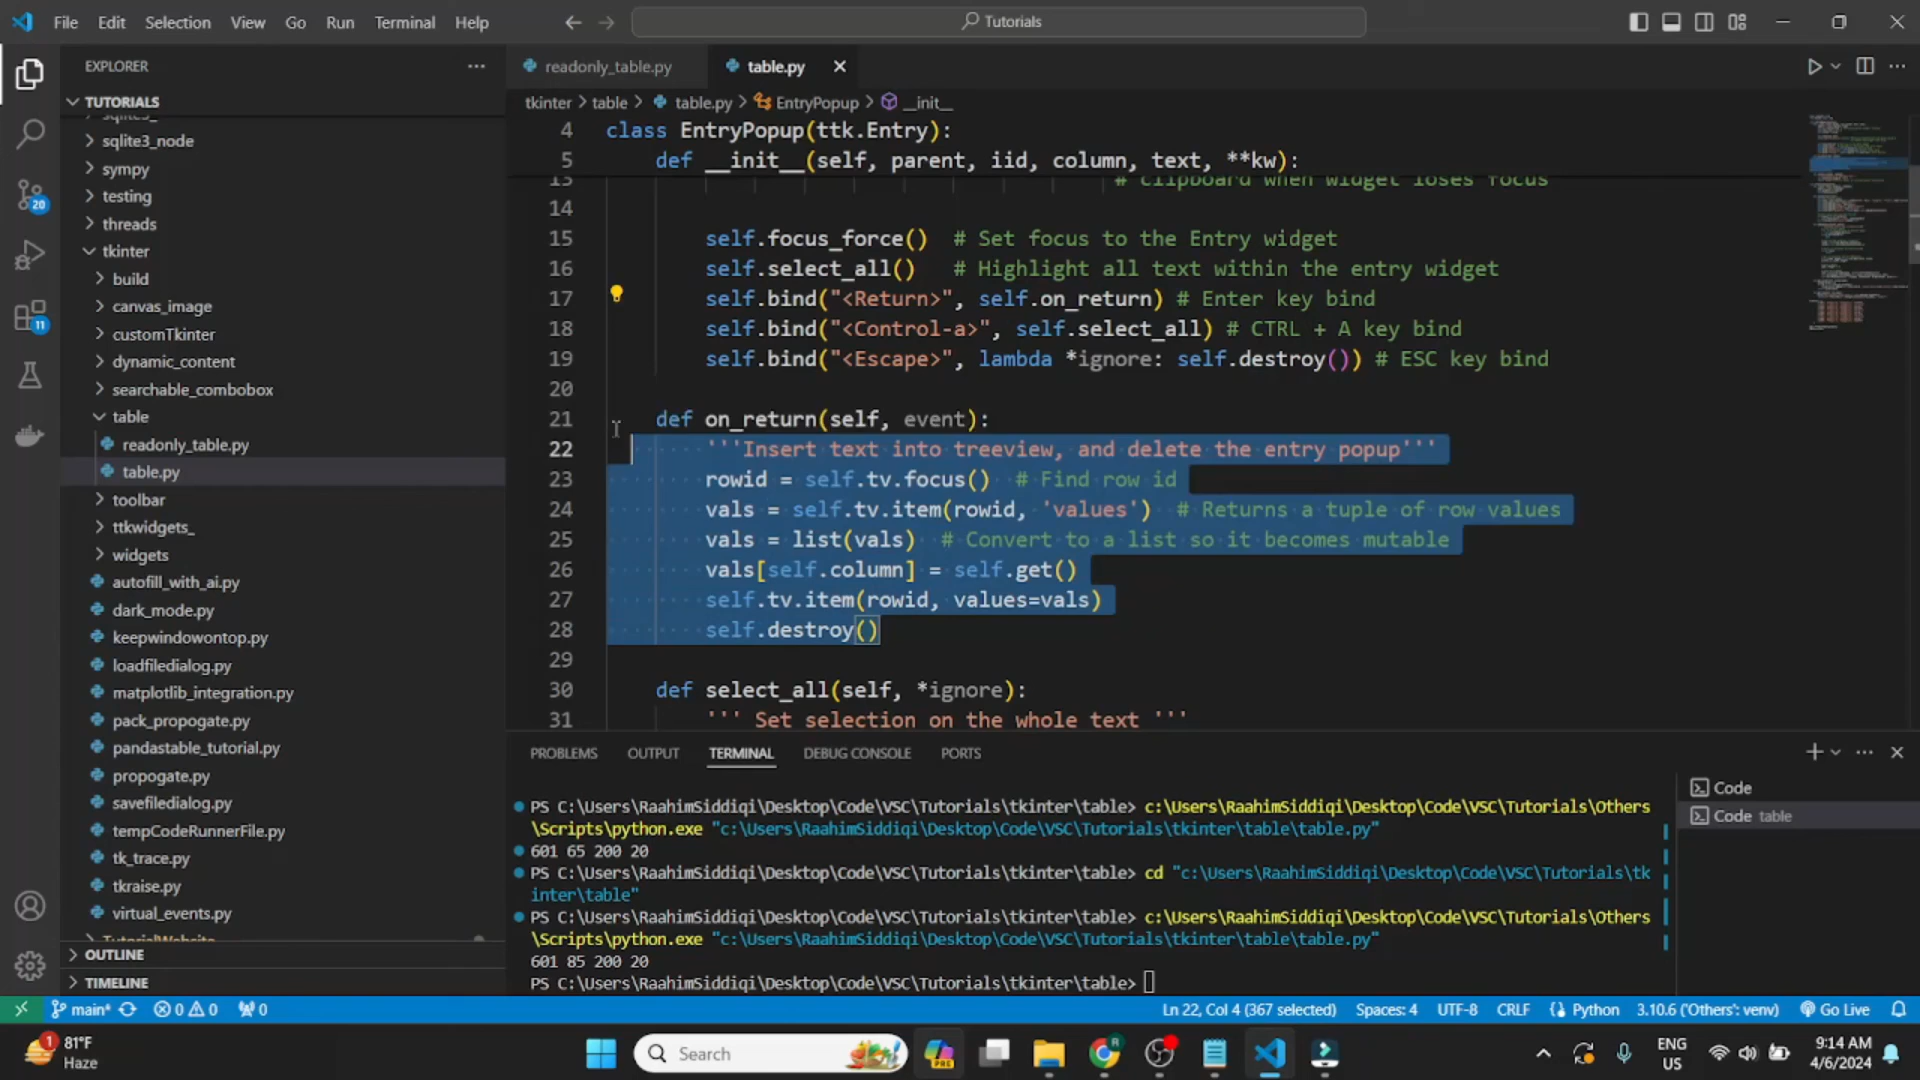 File Edit Selection View Go Run Terminal Help
Tutorials
EXPLORER
readonly_table.py
table.py
TUTORIALS
tkinter > table > table.py > EntryPopup > __init__
sqlite3_
sqlite3_node
sympy
testing
threads
tkinter
build
canvas_image
customTkinter
dynamic_content
searchable_combobox
table
readonly_table.py
table.py
toolbar
ttkwidgets_
widgets
autofill_with_ai.py
dark_mode.py
keepwindowontop.py
loadfiledialog.py
matplotlib_integration.py
pack_propogate.py
pandastable_tutorial.py
propogate.py
savefiledialog.py
tempCodeRunnerFile.py
tk_trace.py
tkraise.py
virtual_events.py
TutorialWebsite
OUTLINE
TIMELINE
20
11
4 class EntryPopup(ttk.Entry):
5 def __init__(self, parent, iid, column, text, **kw):
13 # clipboard when widget loses focus
14
15 self.focus_force() # Set focus to the Entry widget
16 self.select_all() # Highlight all text within the entry widget
17 self.bind("<Return>", self.on_return) # Enter key bind
18 self.bind("<Control-a>", self.select_all) # CTRL + A key bind
19 self.bind("<Escape>", lambda *ignore: self.destroy()) # ESC key bind
20
21 def on_return(self, event):
22 '''Insert text into treeview, and delete the entry popup'''
23 rowid = self.tv.focus() # Find row id
24 vals = self.tv.item(rowid, 'values') # Returns a tuple of row values
25 vals = list(vals) # Convert to a list so it becomes mutable
26 vals[self.column] = self.get()
27 self.tv.item(rowid, values=vals)
28 self.destroy()
29
30 def select_all(self, *ignore):
31 ''' Set selection on the whole text '''
PROBLEMS OUTPUT TERMINAL DEBUG CONSOLE PORTS
PS C:\Users\RaahimSiddiqi\Desktop\Code\VSC\Tutorials\tkinter\table> c:\Users\RaahimSiddiqi\Desktop\Code\VSC\Tutorials\Others
\Scripts\python.exe "c:\Users\RaahimSiddiqi\Desktop\Code\VSC\Tutorials\tkinter\table\table.py"
601 65 200 20
PS C:\Users\RaahimSiddiqi\Desktop\Code\VSC\Tutorials\tkinter\table> cd "c:\Users\RaahimSiddiqi\Desktop\Code\VSC\Tutorials\tk
inter\table"
PS C:\Users\RaahimSiddiqi\Desktop\Code\VSC\Tutorials\tkinter\table> c:\Users\RaahimSiddiqi\Desktop\Code\VSC\Tutorials\Others
\Scripts\python.exe "c:\Users\RaahimSiddiqi\Desktop\Code\VSC\Tutorials\tkinter\table\table.py"
601 85 200 20
PS C:\Users\RaahimSiddiqi\Desktop\Code\VSC\Tutorials\tkinter\table>
Code
Code table
main* 0 0 0
Ln 22, Col 4 (367 selected) Spaces: 4 UTF-8 CRLF Python 3.10.6 ('Others': venv) Go Live
1
81°F
Haze
Search
PRE
R
ENG
US
9:14 AM
4/6/2024